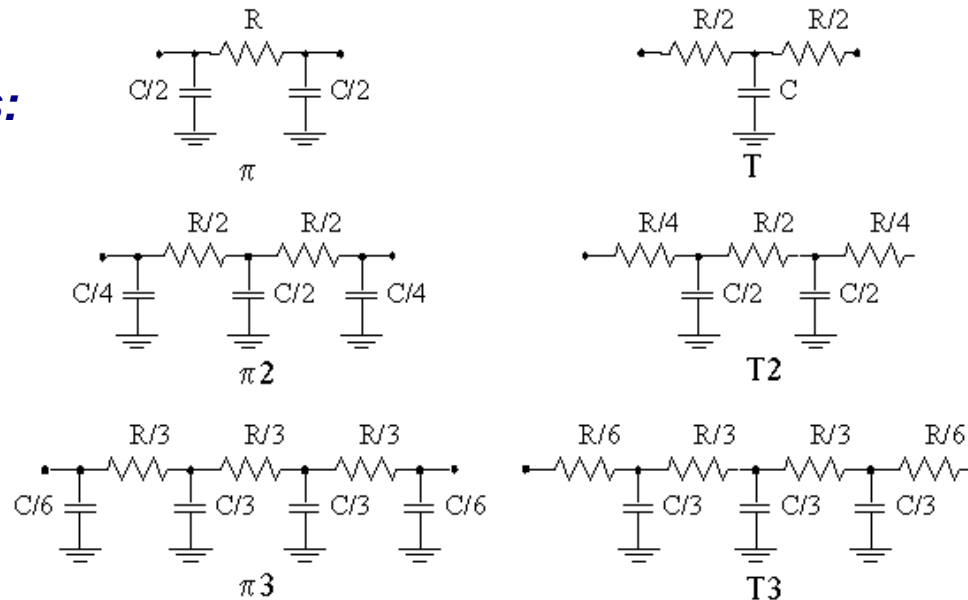 R
R/2 R/2
s:
C/2 C/2
C
π
T
R/2 R/2
R/4 R/2 R/4
C/4 C/2 C/4
C/2 C/2
π2
T2
R/3 R/3 R/3
R/6 R/3 R/3 R/6
C/6 C/3 C/3 C/6
C/3 C/3 C/3
π3
T3